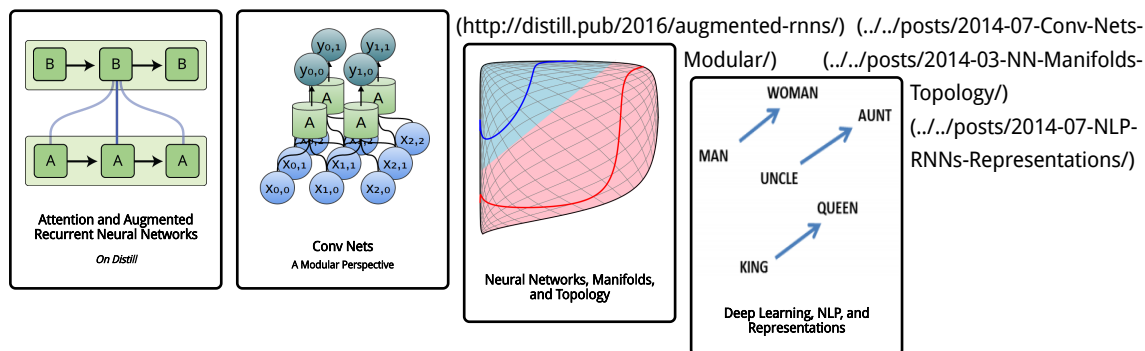 (http://distill.pub/2016/augmented-rnns/) (../../posts/2014-07-Conv-Nets-
Modular/) (../../posts/2014-03-NN-Manifolds-
Topology/)
(../../posts/2014-07-NLP-
RNNs-Representations/)
B B B
A A A
Attention and Augmented
Recurrent Neural Networks
On Distill
y0,1 y1,1
y0,0 y1,0
A A
A A
x2,2
x0,1 x1,1 x2,1
x0,0 x1,0 x2,0
Conv Nets
A Modular Perspective
Neural Networks, Manifolds,
and Topology
WOMAN
AUNT
MAN
UNCLE
QUEEN
KING
Deep Learning, NLP, and
Representations